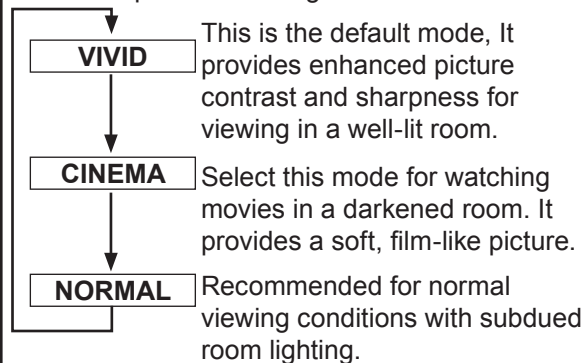 VIVID
This is the default mode, It
provides enhanced picture
contrast and sharpness for
viewing in a well-lit room.
CINEMA
Select this mode for watching
movies in a darkened room. It
provides a soft, film-like picture.
NORMAL
Recommended for normal
viewing conditions with subdued
room lighting.